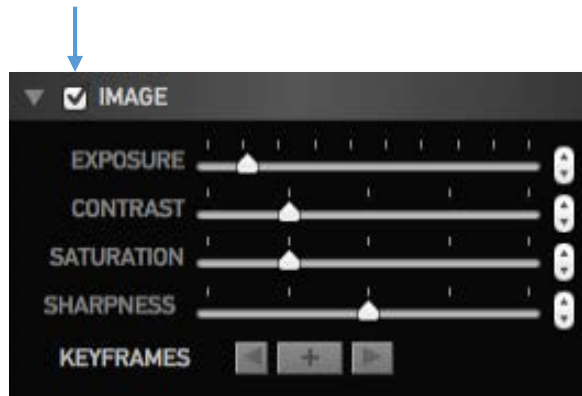 IMAGE
EXPOSURE
CONTRAST
SATURATION
SHARPNESS
KEYFRAMES